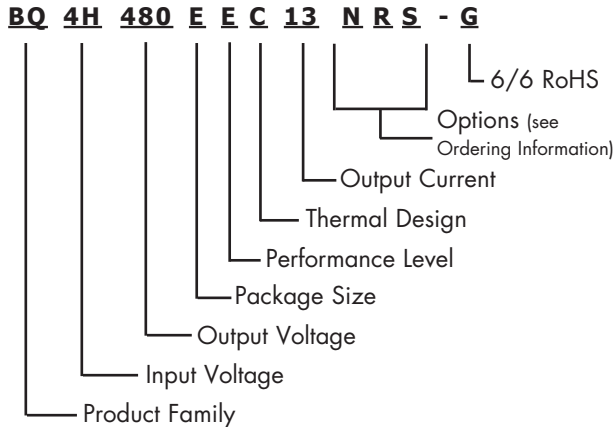 BQ 4H 480 E E C 13 N R S - G
6/6 RoHS
Options (see
Ordering Information)
Output Current
Thermal Design
Performance Level
Package Size
Output Voltage
Input Voltage
Product Family